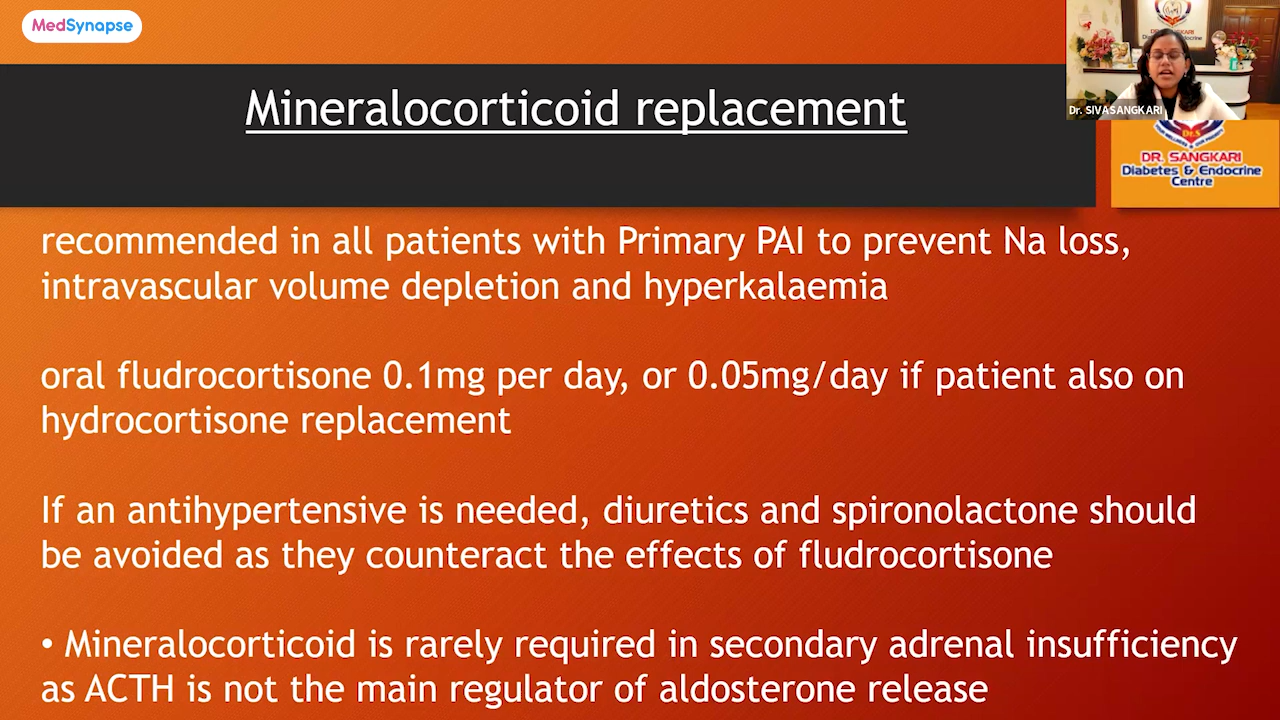 MedSynapse
Mineralocorticoid replacement
Dr. SIVASANGKARI
DR. SANGKARI
Diabetes & Endocrine
Centre
recommended in all patients with Primary PAI to prevent Na loss,
intravascular volume depletion and hyperkalaemia
oral fludrocortisone 0.1mg per day, or 0.05mg/day if patient also on
hydrocortisone replacement
If an antihypertensive is needed, diuretics and spironolactone should
be avoided as they counteract the effects of fludrocortisone
• Mineralocorticoid is rarely required in secondary adrenal insufficiency
as ACTH is not the main regulator of aldosterone release